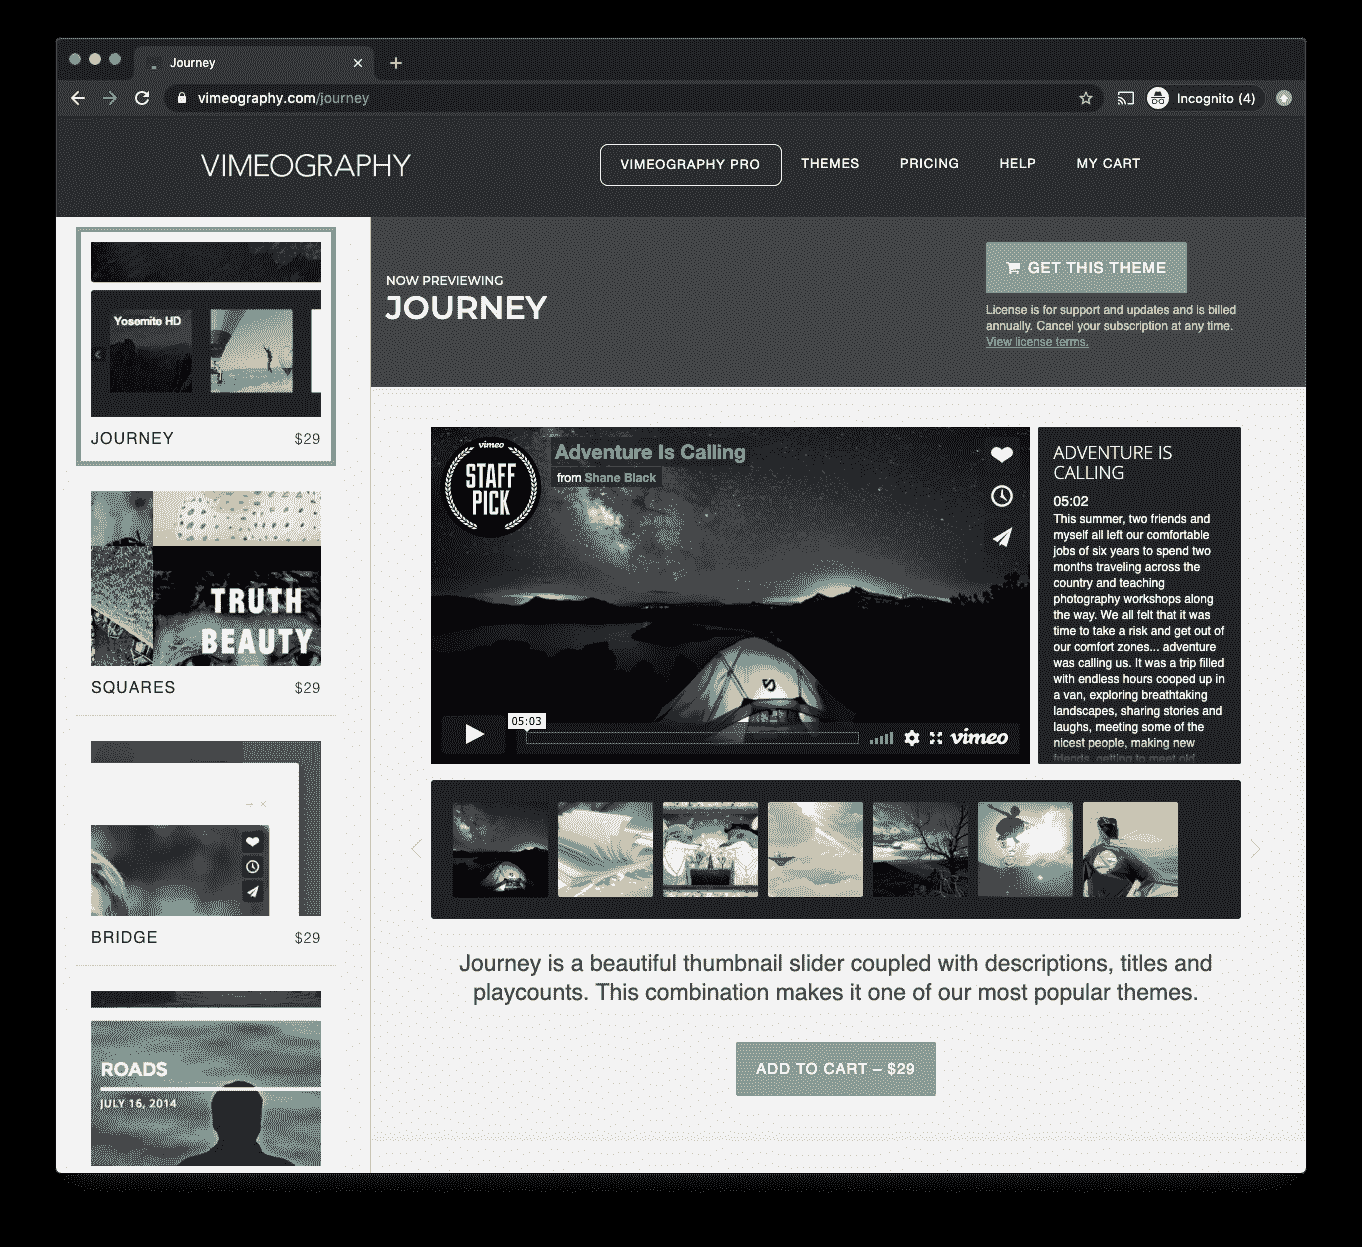 Journey
vimeography.com/journey
Incognito (4)
VIMEOGRAPHY
VIMEOGRAPHY PRO
THEMES
PRICING
HELP
MY CART
Yosemite HD
JOURNEY
$29
TRUTH
BEAUTY
SQUARES
$29
BRIDGE
$29
ROADS
JULY 16, 2014
NOW PREVIEWING
JOURNEY
GET THIS THEME
License is for support and updates and is billed
annually. Cancel your subscription at any time.
View license terms.
vimeo
STAFF
PICK
Adventure Is Calling
from Shane Black
05:03
vimeo
ADVENTURE IS
CALLING
05:02
This summer, two friends and
myself all left our comfortable
jobs of six years to spend two
months traveling across the
country and teaching
photography workshops along
the way. We all felt that it was
time to take a risk and get out of
our comfort zones... adventure
was calling us. It was a trip filled
with endless hours cooped up in
a van, exploring breathtaking
landscapes, sharing stories and
laughs, meeting some of the
nicest people, making new
friends, getting to meet old
Journey is a beautiful thumbnail slider coupled with descriptions, titles and
playcounts. This combination makes it one of our most popular themes.
ADD TO CART – $29